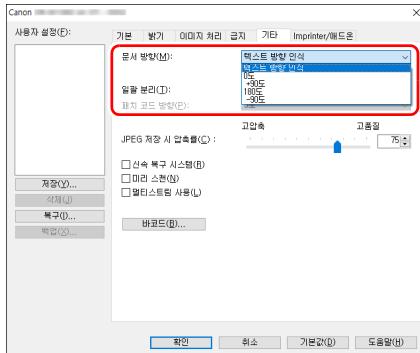 Canon
사용자 설정(F):
기본 밝기 이미지 처리 급지 기타 Imprinter/애드온
문서 방향(M):
텍스트 방향 인식
텍스트 방향 인식
0도
+90도
180도
-90도
일괄 분리(T):
패치 코드 방향(P):
고압축 고품질
JPEG 저장 시 압축률(C) :
75
신속 복구 시스템(R)
미리 스캔(N)
멀티스트림 사용(L)
저장(Y)...
삭제(J)
복구(I)...
백업(X)...
바코드(B)...
확인 취소 기본값(D) 도움말(H)